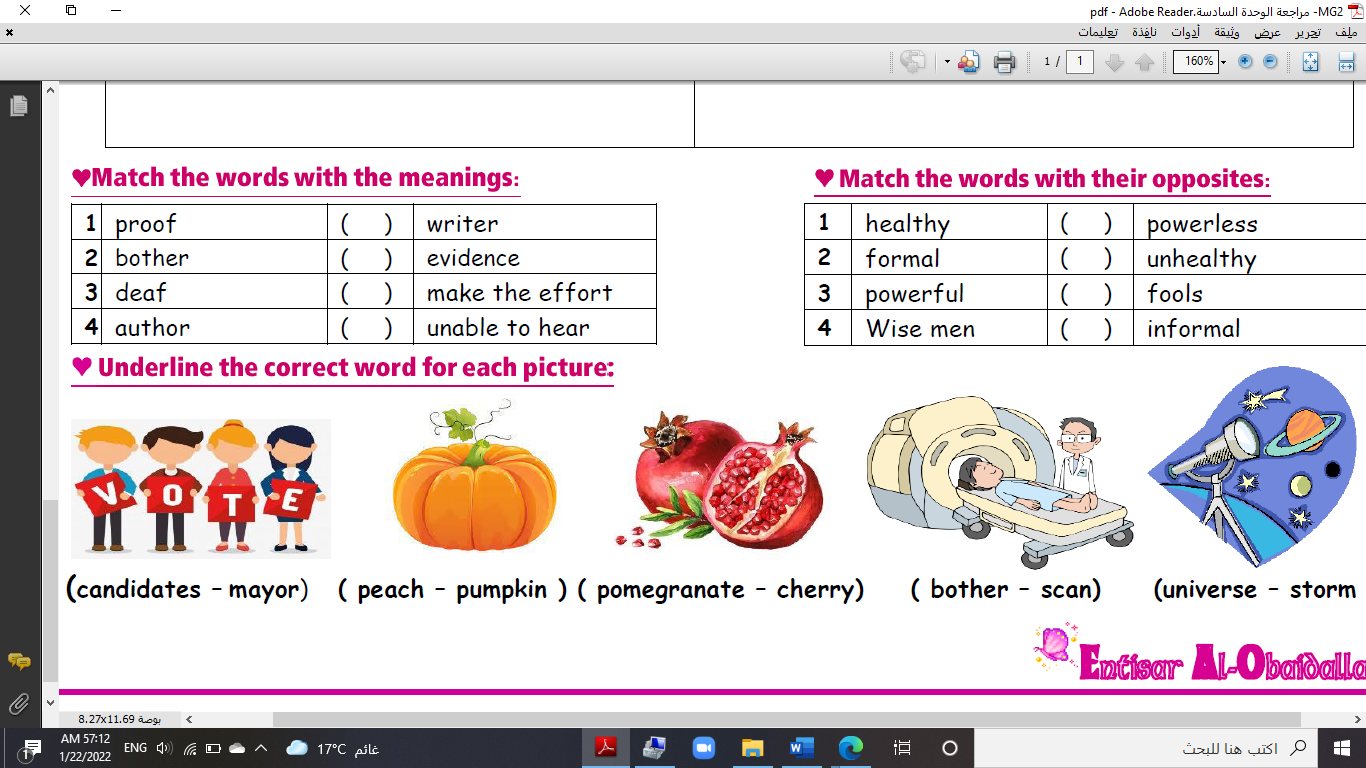 MG2- مراجعة الوحدة السادسة.pdf - Adobe Reader
ملف تحرير عرض وثيقة أدوات نافذة تعليمات
1 / 1 160%
♥Match the words with the meanings:
1 proof ( ) writer
2 bother ( ) evidence
3 deaf ( ) make the effort
4 author ( ) unable to hear
♥ Match the words with their opposites:
1 healthy ( ) powerless
2 formal ( ) unhealthy
3 powerful ( ) fools
4 Wise men ( ) informal
♥ Underline the correct word for each picture:
VOTE
(candidates - mayor) ( peach - pumpkin ) ( pomegranate - cherry) ( bother - scan) (universe - storm
Entisar Al-Obaidalla
8.27x11.69 بوصة
AM 57:12 ENG 17°C غائم اكتب هنا للبحث
1/22/2022
1